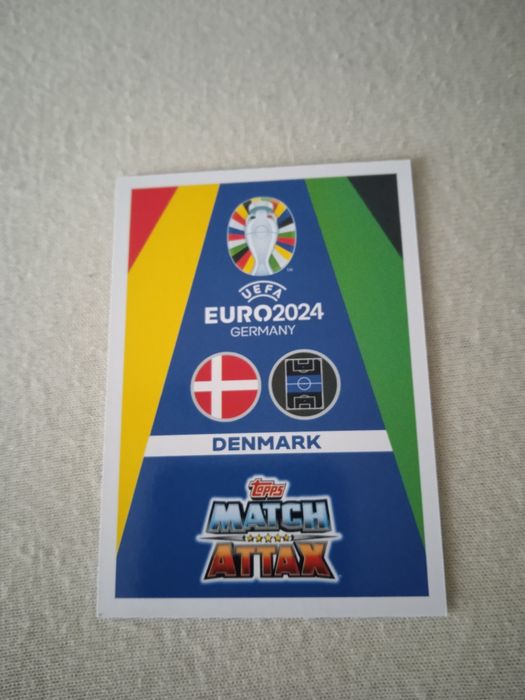 UEFA
EURO2024
GERMANY
DENMARK
topps
MATCH
ATTAX